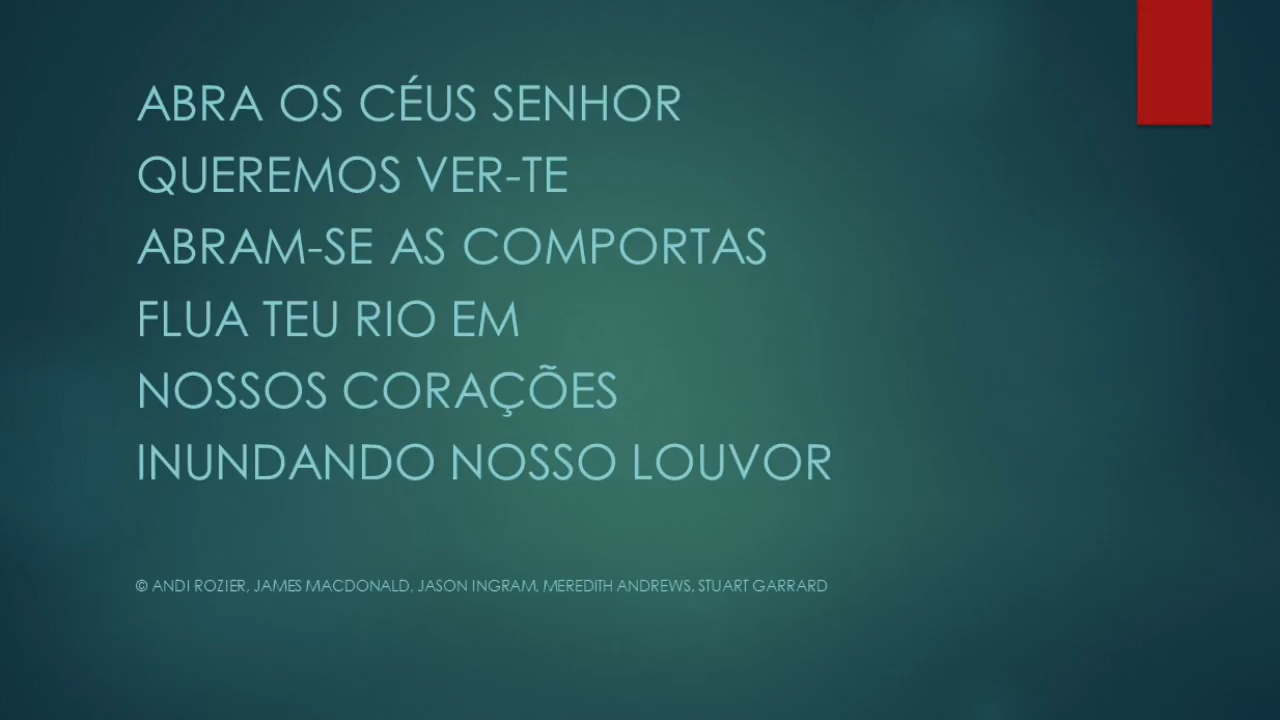 ABRA OS CÉUS SENHOR
QUEREMOS VER-TE
ABRAM-SE AS COMPORTAS
FLUA TEU RIO EM
NOSSOS CORAÇÕES
INUNDANDO NOSSO LOUVOR
© ANDI ROZIER, JAMES MACDONALD, JASON INGRAM, MEREDITH ANDREWS, STUART GARRARD